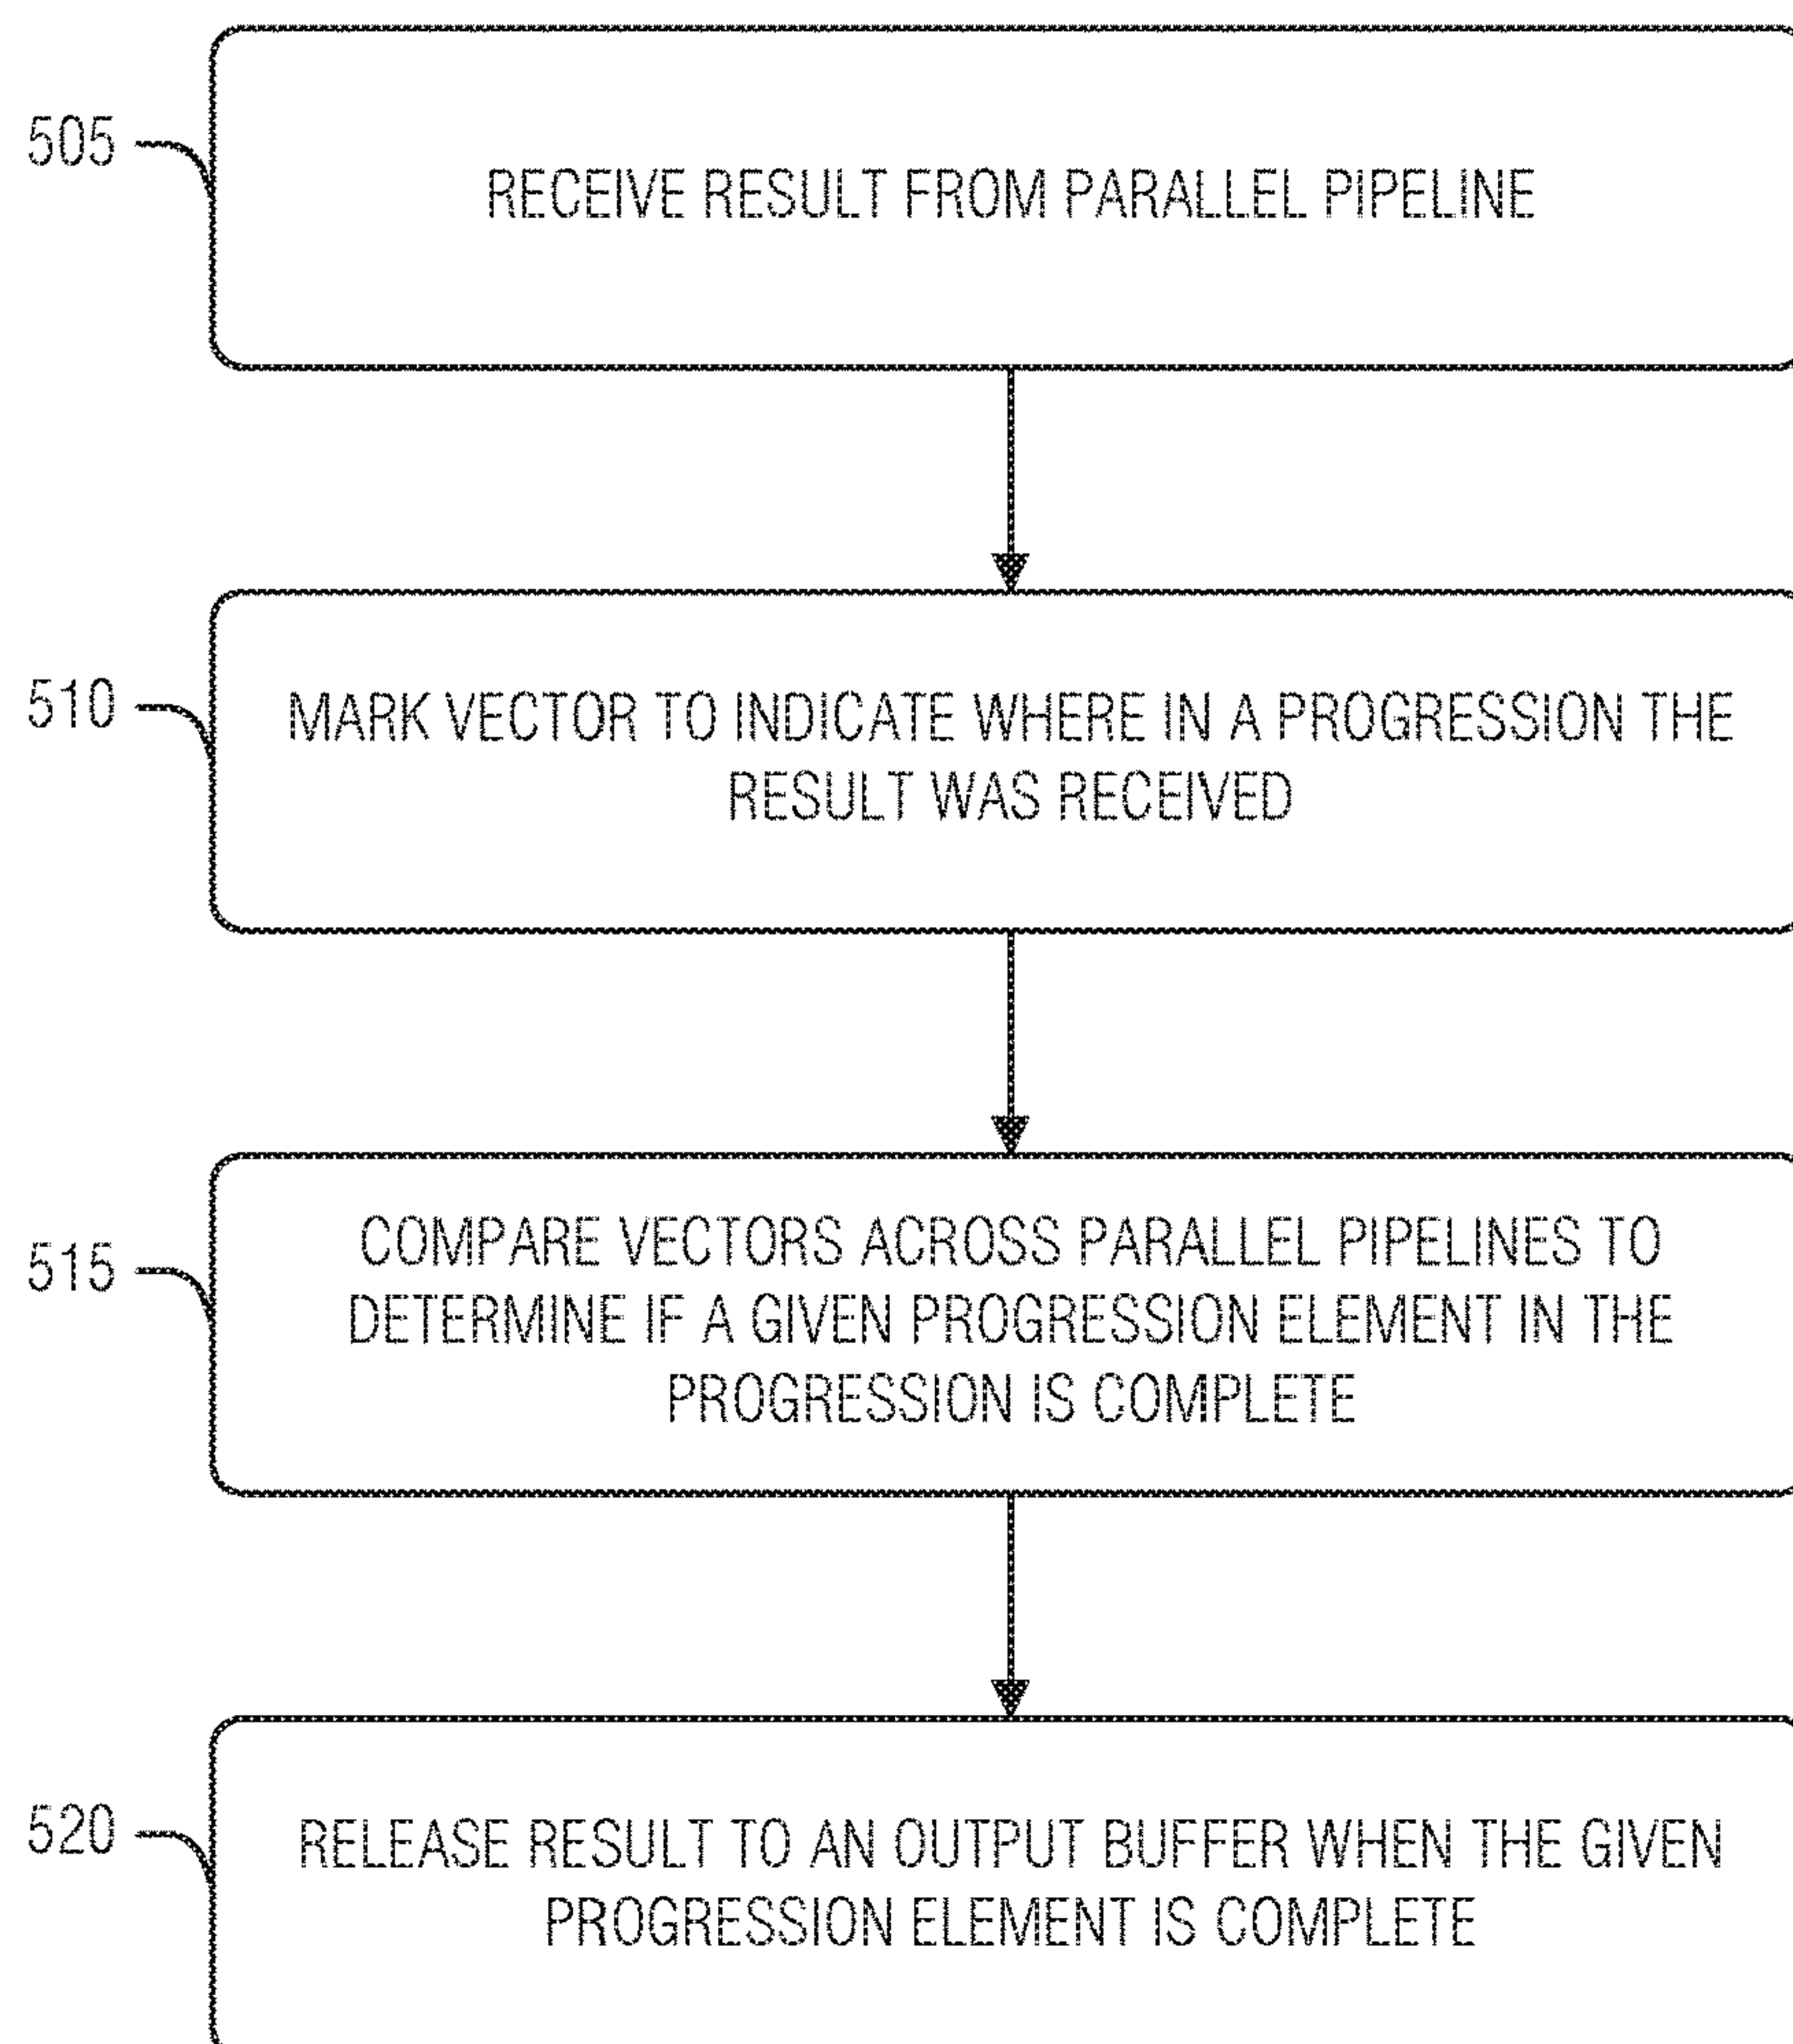 505
RECEIVE RESULT FROM PARALLEL PIPELINE
510
MARK VECTOR TO INDICATE WHERE IN A PROGRESSION THE
RESULT WAS RECEIVED
515
COMPARE VECTORS ACROSS PARALLEL PIPELINES TO
DETERMINE IF A GIVEN PROGRESSION ELEMENT IN THE
PROGRESSION IS COMPLETE
520
RELEASE RESULT TO AN OUTPUT BUFFER WHEN THE GIVEN
PROGRESSION ELEMENT IS COMPLETE